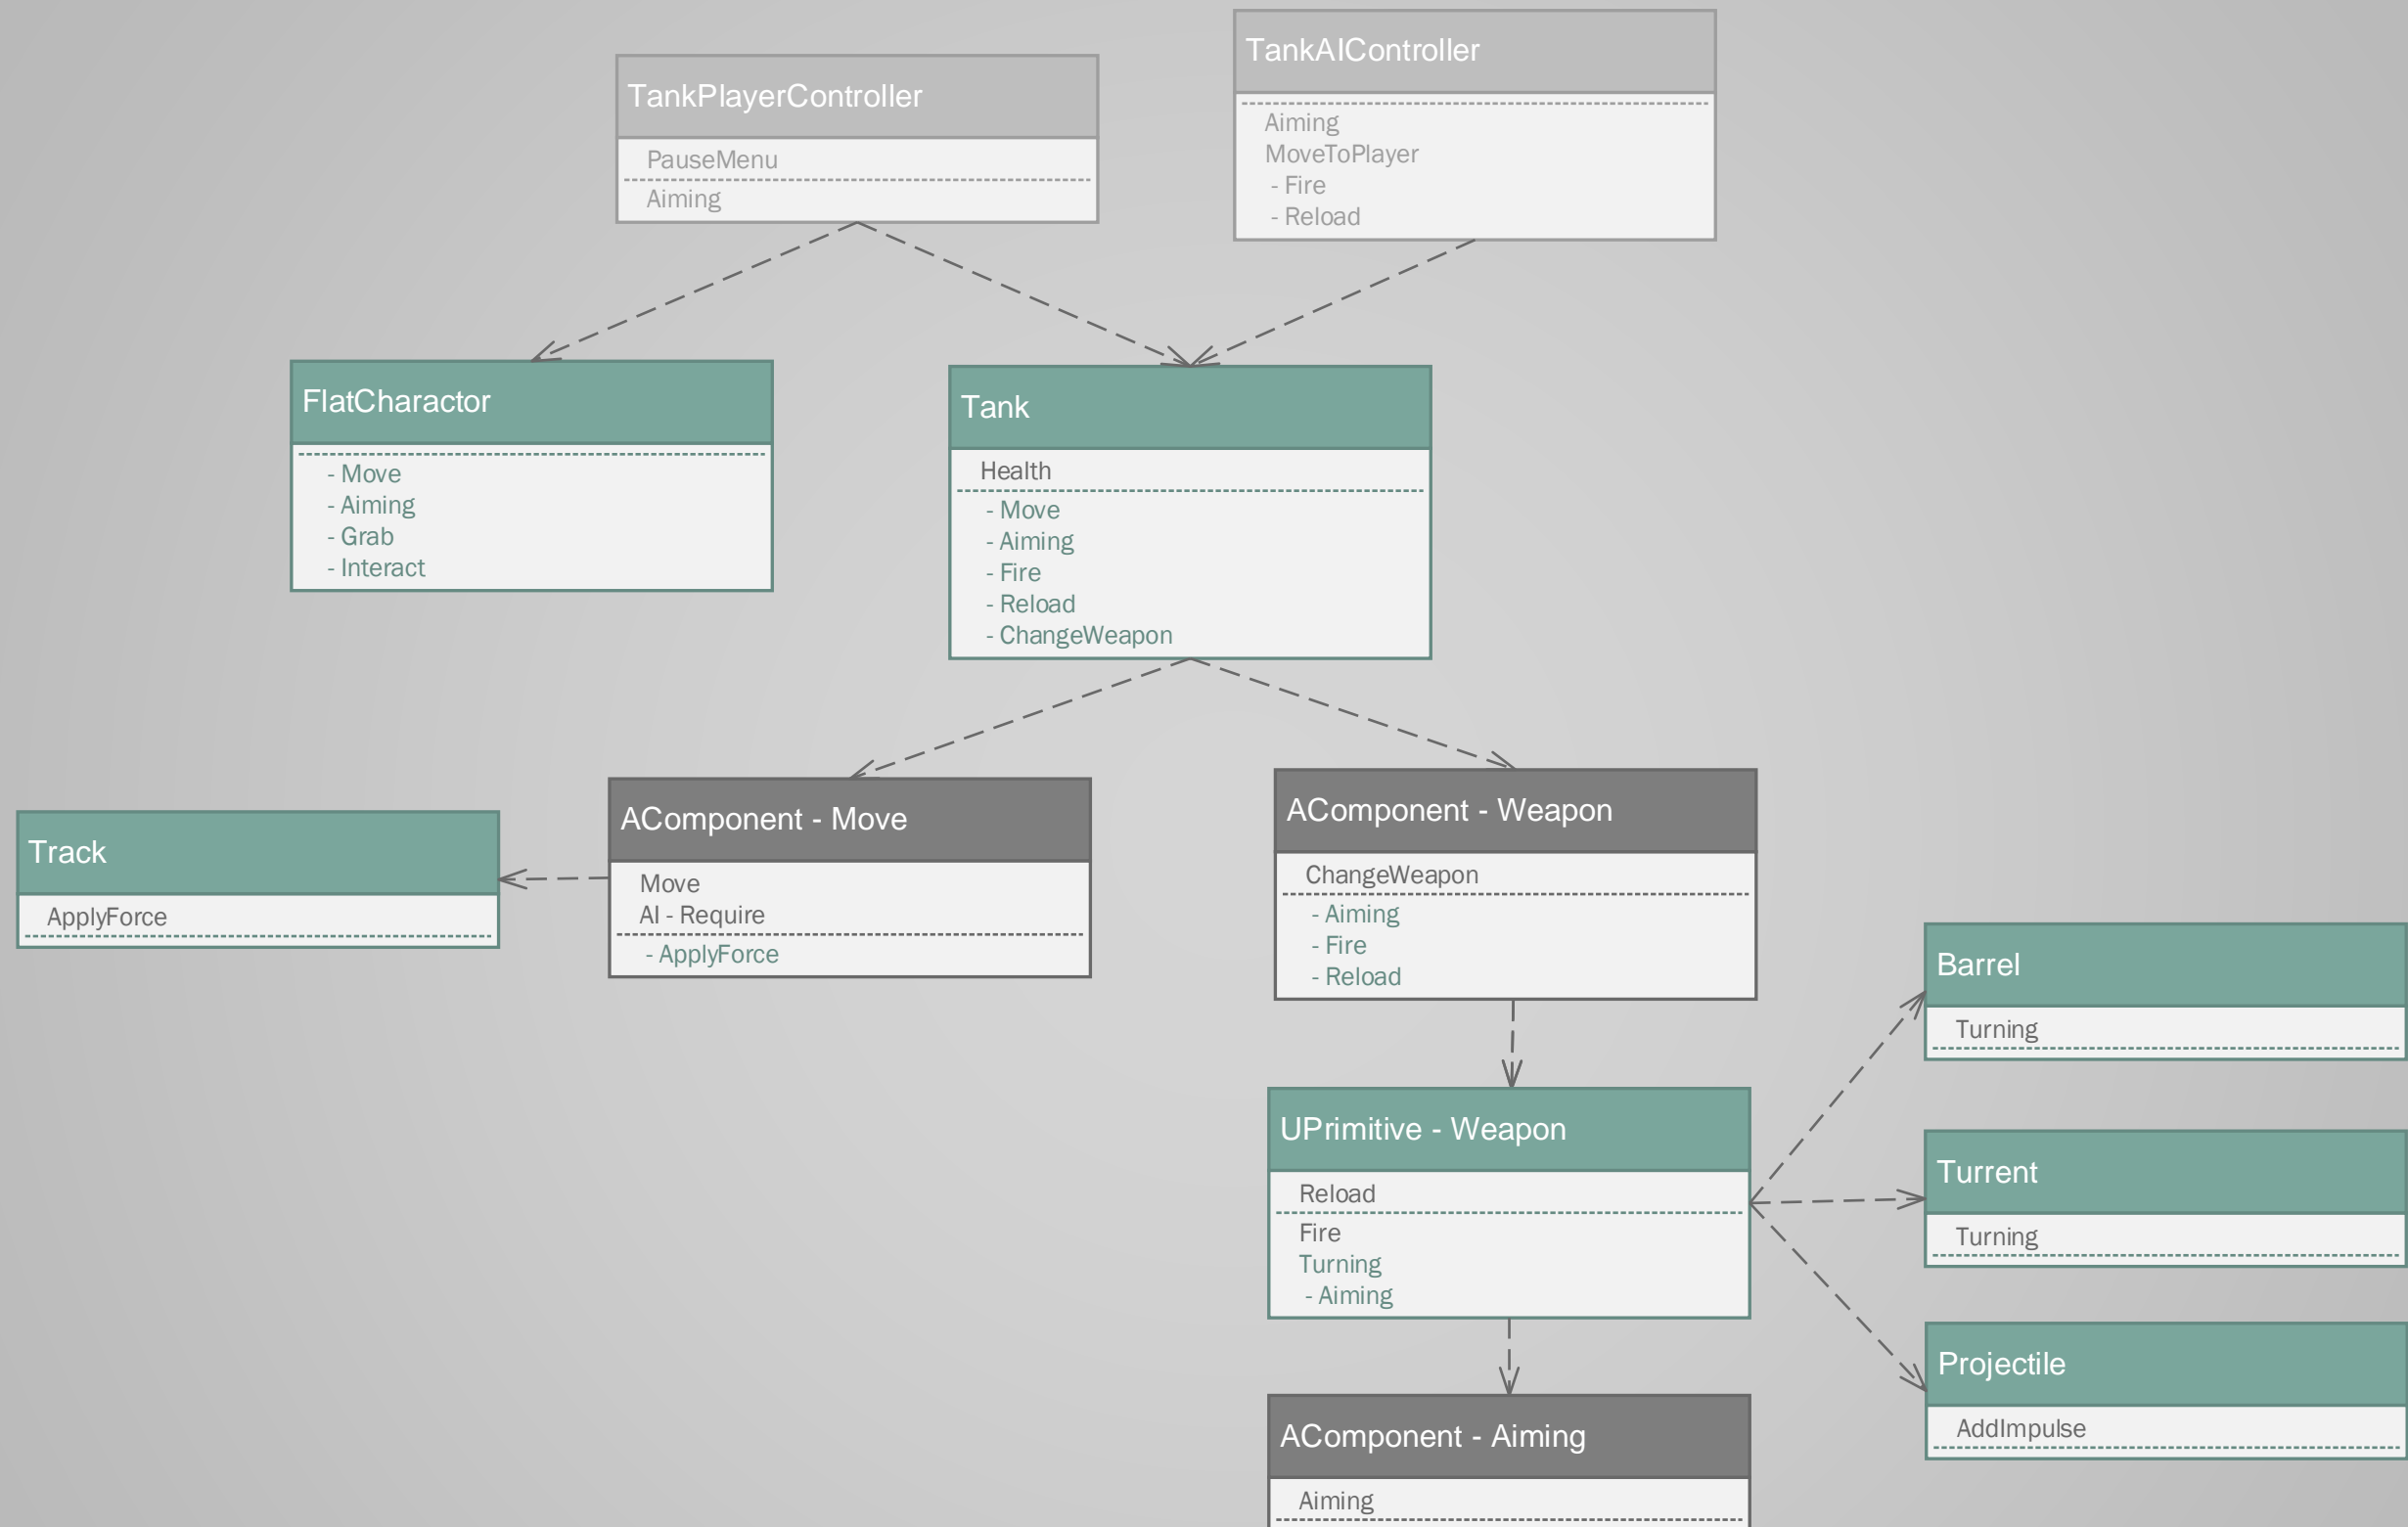 TankPlayerController
PauseMenu
Aiming
TankAIController
Aiming
MoveToPlayer
- Fire
- Reload
FlatCharactor
- Move
- Aiming
- Grab
- Interact
Tank
Health
- Move
- Aiming
- Fire
- Reload
- ChangeWeapon
Track
ApplyForce
AComponent - Move
Move
AI - Require
- ApplyForce
AComponent - Weapon
ChangeWeapon
- Aiming
- Fire
- Reload
UPrimitive - Weapon
Reload
Fire
Turning
- Aiming
Barrel
Turning
Turrent
Turning
Projectile
AddImpulse
AComponent - Aiming
Aiming